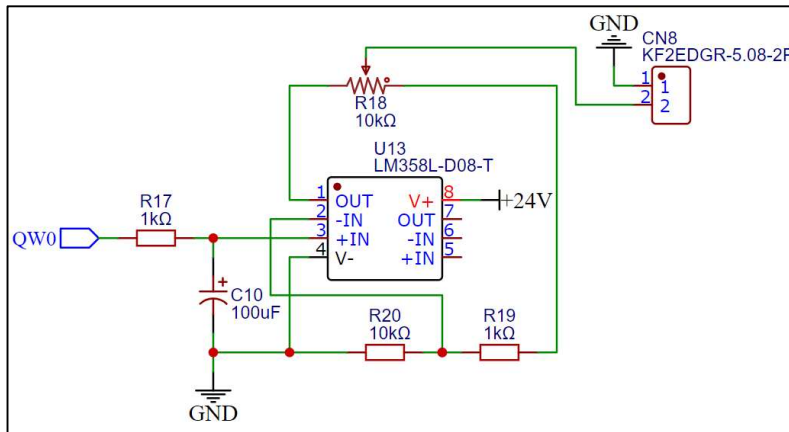 GND
CN8
KF2EDGR-5.08-2P
1 1
2 2
R18
10kΩ
U13
LM358L-D08-T
1 OUT V+ 8 +24V
2 -IN OUT 7
3 +IN -IN 6
4 V- +IN 5
R17
1kΩ
QW0
C10
100uF
R20
10kΩ
R19
1kΩ
GND